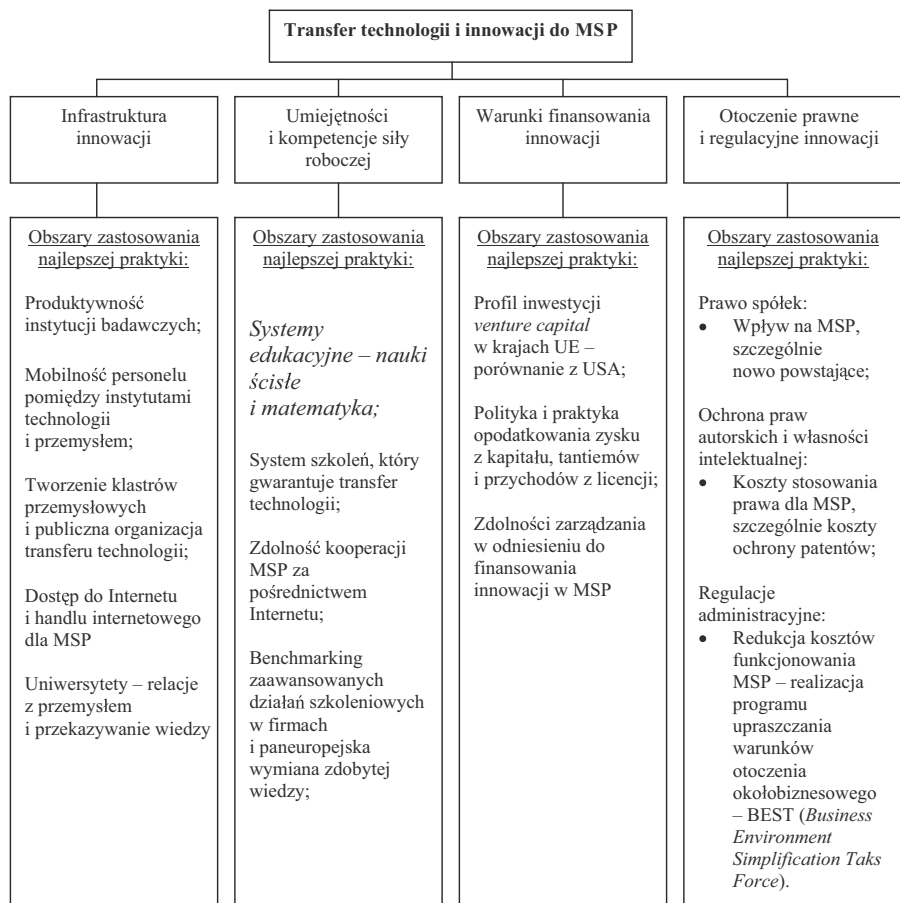 Transfer technologii i innowacji do MSP
Infrastruktura
innowacji
Umiejętności
i kompetencje siły
roboczej
Warunki finansowania
innowacji
Otoczenie prawne
i regulacyjne innowacji
Obszary zastosowania
najlepszej praktyki:
Produktywność
instytucji badawczych;
Mobilność personelu
pomiędzy instytutami
technologii
i przemysłem;
Tworzenie klastrów
przemysłowych
i publiczna organizacja
transferu technologii;
Dostęp do Internetu
i handlu internetowego
dla MSP
Uniwersytety – relacje
z przemysłem
i przekazywanie wiedzy
Obszary zastosowania
najlepszej praktyki:
Systemy
edukacyjne – nauki
ścisłe
i matematyka;
System szkoleń, który
gwarantuje transfer
technologii;
Zdolność kooperacji
MSP za
pośrednictwem
Internetu;
Benchmarking
zaawansowanych
działań szkoleniowych
w firmach
i paneuropejska
wymiana zdobytej
wiedzy;
Obszary zastosowania
najlepszej praktyki:
Profil inwestycji
venture capital
w krajach UE –
porównanie z USA;
Polityka i praktyka
opodatkowania zysku
z kapitału, tantiemów
i przychodów z licencji;
Zdolności zarządzania
w odniesieniu do
finansowania
innowacji w MSP
Obszary zastosowania
najlepszej praktyki:
Prawo spółek:
• Wpływ na MSP,
szczególnie
nowo powstające;
Ochrona praw
autorskich i własności
intelektualnej:
• Koszty stosowania
prawa dla MSP,
szczególnie koszty
ochrony patentów;
Regulacje
administracyjne:
• Redukcja kosztów
funkcjonowania
MSP – realizacja
programu
upraszczania
warunków
otoczenia
okołobiznesowego
– BEST (Business
Environment
Simplification Taks
Force).